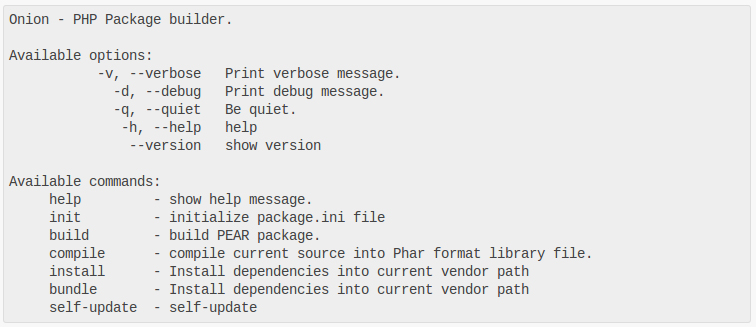 Onion - PHP Package builder.
Available options:
-v, --verbose   Print verbose message.
-d, --debug   Print debug message.
-q, --quiet   Be quiet.
-h, --help   help
--version   show version
Available commands:
help         - show help message.
init         - initialize package.ini file
build        - build PEAR package.
compile      - compile current source into Phar format library file.
install      - Install dependencies into current vendor path
bundle       - Install dependencies into current vendor path
self-update  - self-update